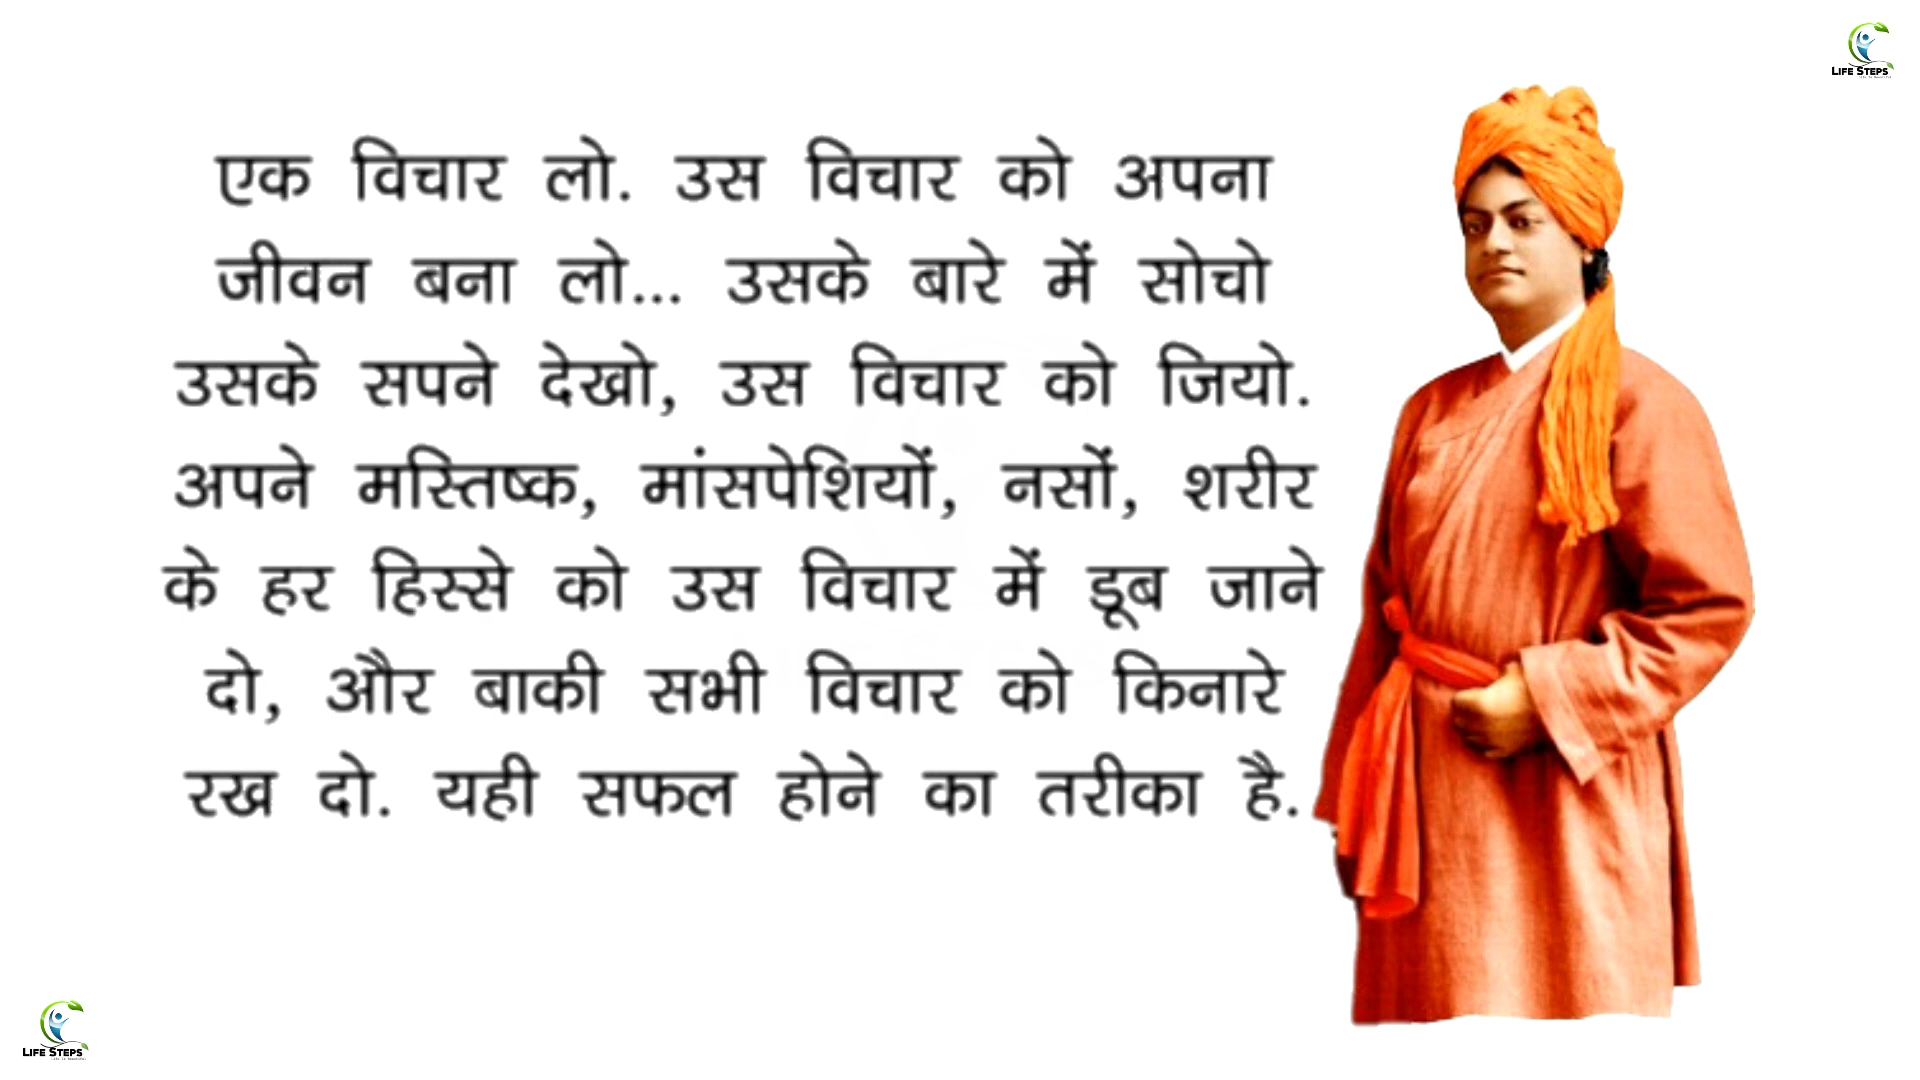 LIFE STEPS
एक विचार लो. उस विचार को अपना
जीवन बना लो... उसके बारे में सोचो
उसके सपने देखो, उस विचार को जियो.
अपने मस्तिष्क, मांसपेशियों, नसों, शरीर
के हर हिस्से को उस विचार में डूब जाने
दो, और बाकी सभी विचार को किनारे
रख दो. यही सफल होने का तरीका है.
LIFE STEPS